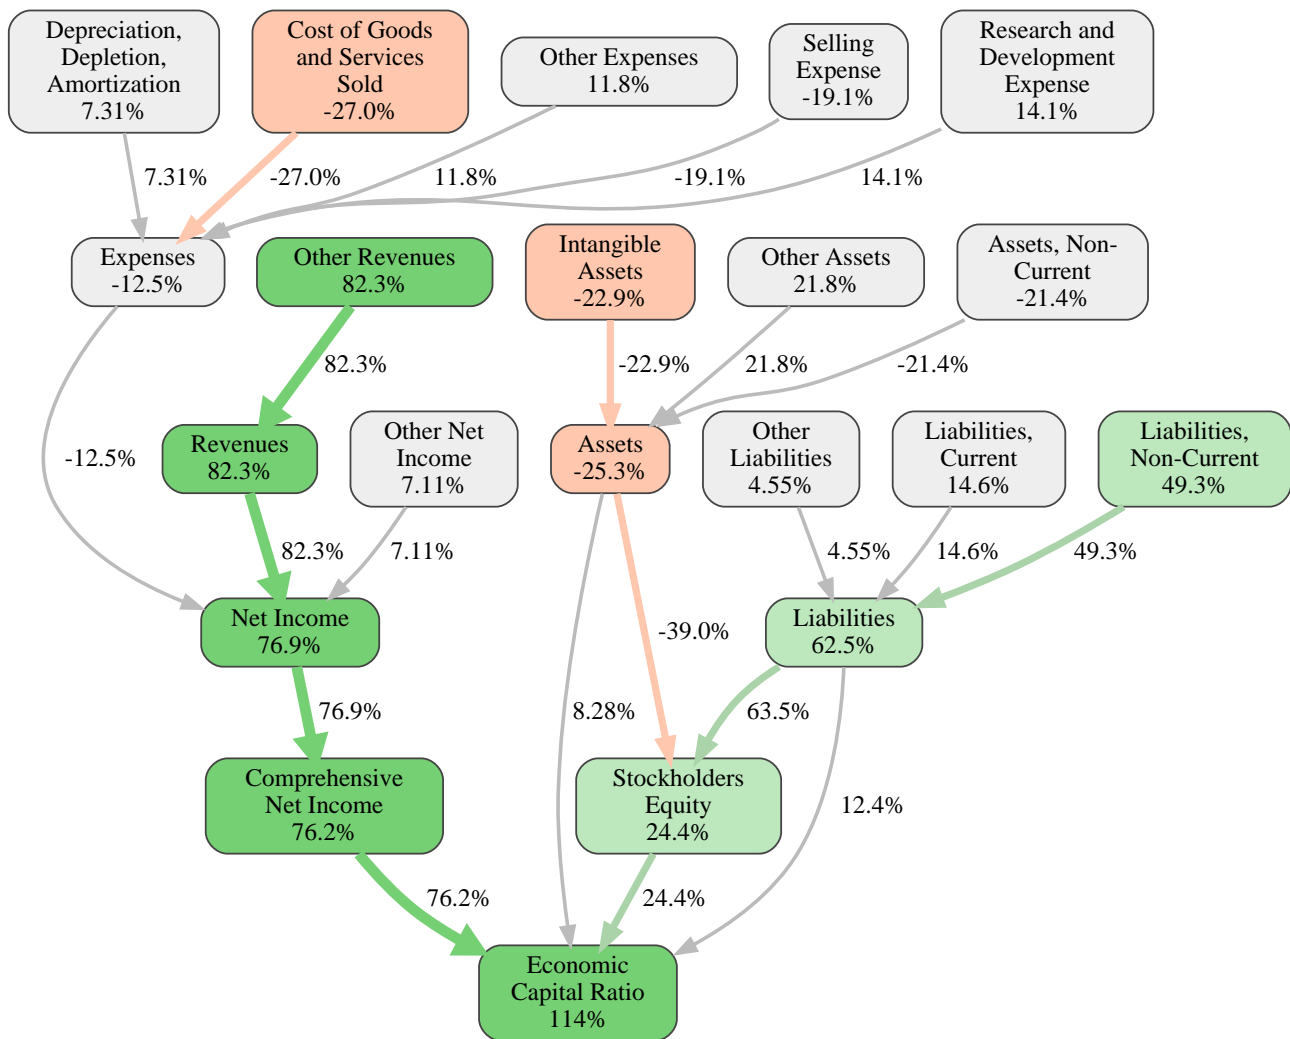 Depreciation,
Depletion,
Amortization
7.31%
Cost of Goods
and Services
Sold
-27.0%
Other Expenses
11.8%
Selling
Expense
-19.1%
Research and
Development
Expense
14.1%
7.31%
-27.0%
11.8%
-19.1%
14.1%
Expenses
-12.5%
Other Revenues
82.3%
Intangible
Assets
-22.9%
Other Assets
21.8%
Assets, Non-
Current
-21.4%
82.3%
-22.9%
21.8%
-21.4%
-12.5%
Revenues
82.3%
Other Net
Income
7.11%
Assets
-25.3%
Other
Liabilities
4.55%
Liabilities,
Current
14.6%
Liabilities,
Non-Current
49.3%
82.3%
7.11%
4.55%
14.6%
49.3%
Net Income
76.9%
-39.0%
Liabilities
62.5%
76.9%
8.28%
63.5%
Comprehensive
Net Income
76.2%
Stockholders
Equity
24.4%
12.4%
76.2%
24.4%
Economic
Capital Ratio
114%